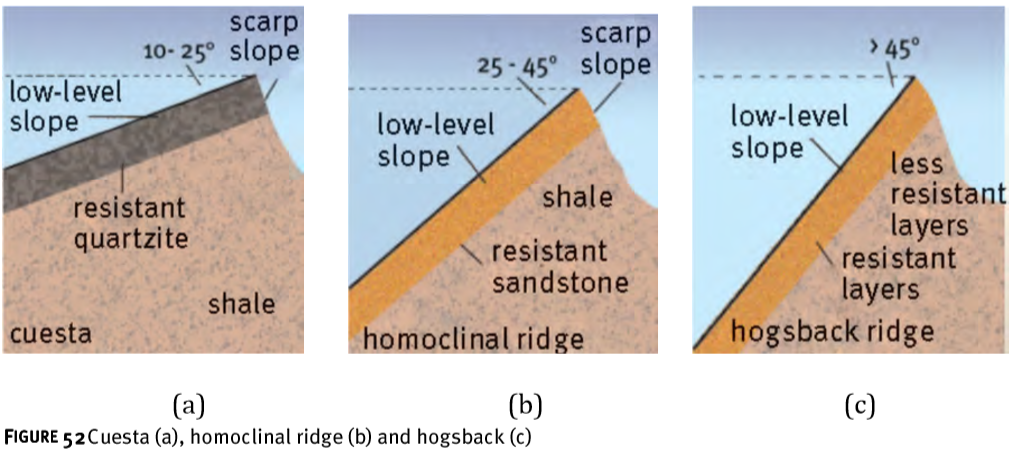 scarp
slope
10- 25°
low-level
slope
resistant
quartzite
shale
cuesta
scarp
slope
25 - 45°
low-level
slope
shale
resistant
sandstone
homoclinal ridge
> 45°
low-level
slope
less
resistant
layers
resistant
layers
hogsback ridge
(a)
(b)
(c)
FIGURE 52 Cuesta (a), homoclinal ridge (b) and hogsback (c)